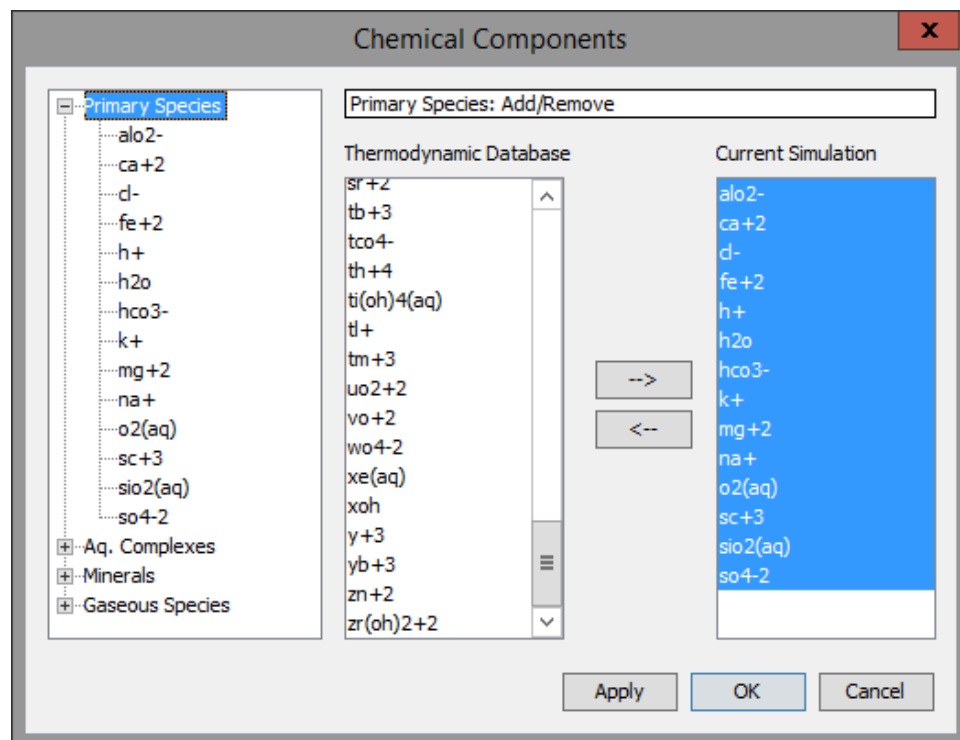 Chemical Components
x
Primary Species
alo2-
ca+2
cl-
fe+2
h+
h2o
hco3-
k+
mg+2
na+
o2(aq)
sc+3
sio2(aq)
so4-2
Aq. Complexes
Minerals
Gaseous Species
Primary Species: Add/Remove
Thermodynamic Database
sr+2
tb+3
tco4-
th+4
ti(oh)4(aq)
tl+
tm+3
uo2+2
vo+2
wo4-2
xe(aq)
xoh
y+3
yb+3
zn+2
zr(oh)2+2
-->
<--
Current Simulation
alo2-
ca+2
cl-
fe+2
h+
h2o
hco3-
k+
mg+2
na+
o2(aq)
sc+3
sio2(aq)
so4-2
Apply
OK
Cancel